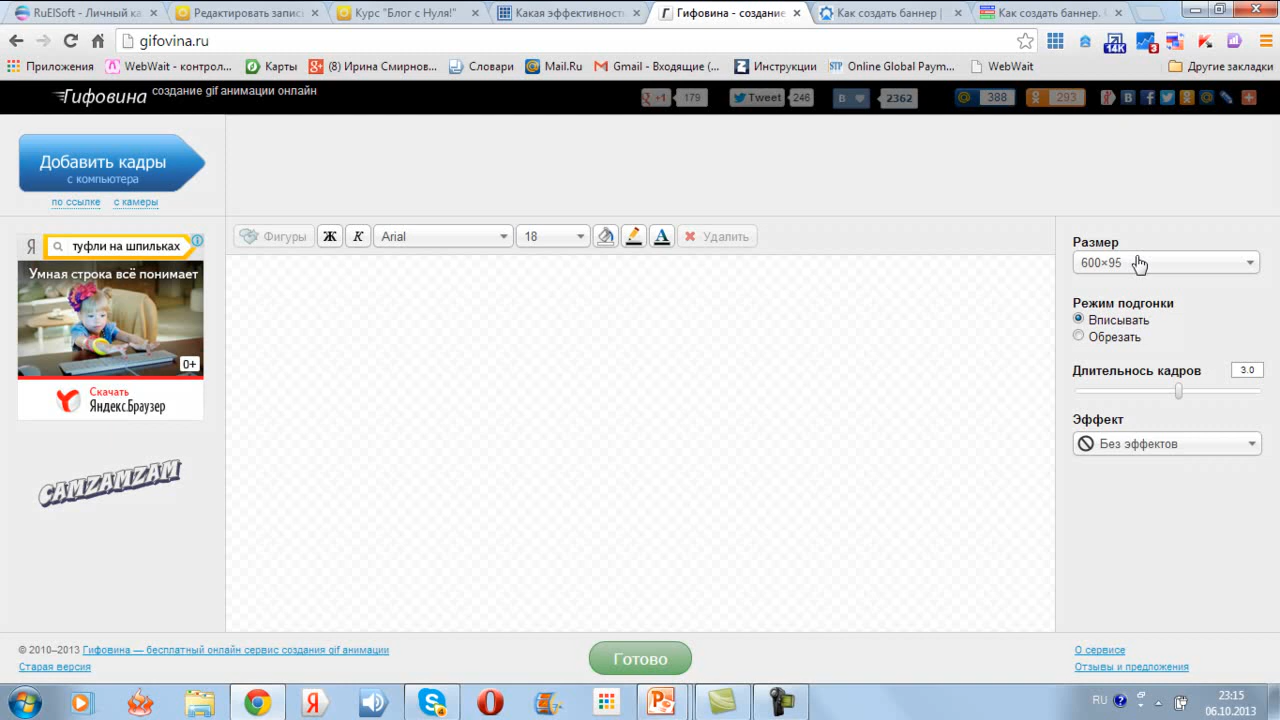 RuElSoft - Личный ка
Редактировать запис
Курс "Блог с Нуля!"
Какая эффективност
Гифовина - создание
Как создать баннер |
Как создать баннер.
gifovina.ru
14K
3
Приложения
WebWait - контрол...
Карты
(8) Ирина Смирнов...
Словари
Mail.Ru
Gmail - Входящие (...
Инструкции
STP Online Global Paym...
WebWait
Другие закладки
Гифовина создание gif анимации онлайн
+1 179
Tweet 246
В 2362
388
293
Добавить кадры
с компьютера
по ссылке с камеры
Я туфли на шпильках
Умная строка всё понимает
0+
Скачать
Яндекс.Браузер
CAMZAMZAM
Фигуры
Ж
К
Arial
18
А
Удалить
Размер
600×95
Режим подгонки
Вписывать
Обрезать
Длительнось кадров 3.0
Эффект
Без эффектов
© 2010–2013 Гифовина — бесплатный онлайн сервис создания gif анимации
Старая версия
Готово
О сервисе
Отзывы и предложения
RU
23:15
06.10.2013